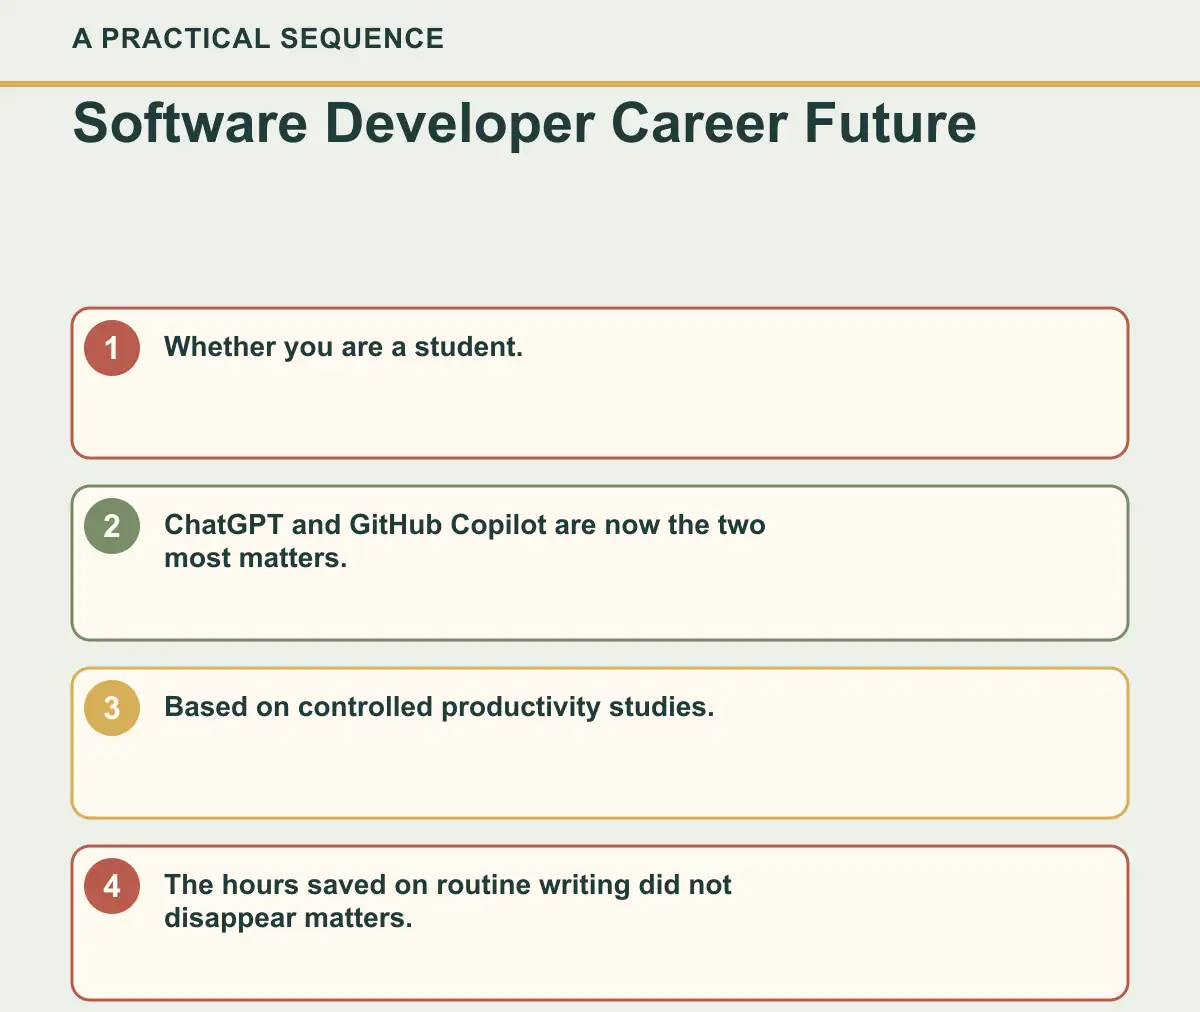 A PRACTICAL SEQUENCE
Software Developer Career Future
1
Whether you are a student.
2
ChatGPT and GitHub Copilot are now the two
most matters.
3
Based on controlled productivity studies.
4
The hours saved on routine writing did not
disappear matters.